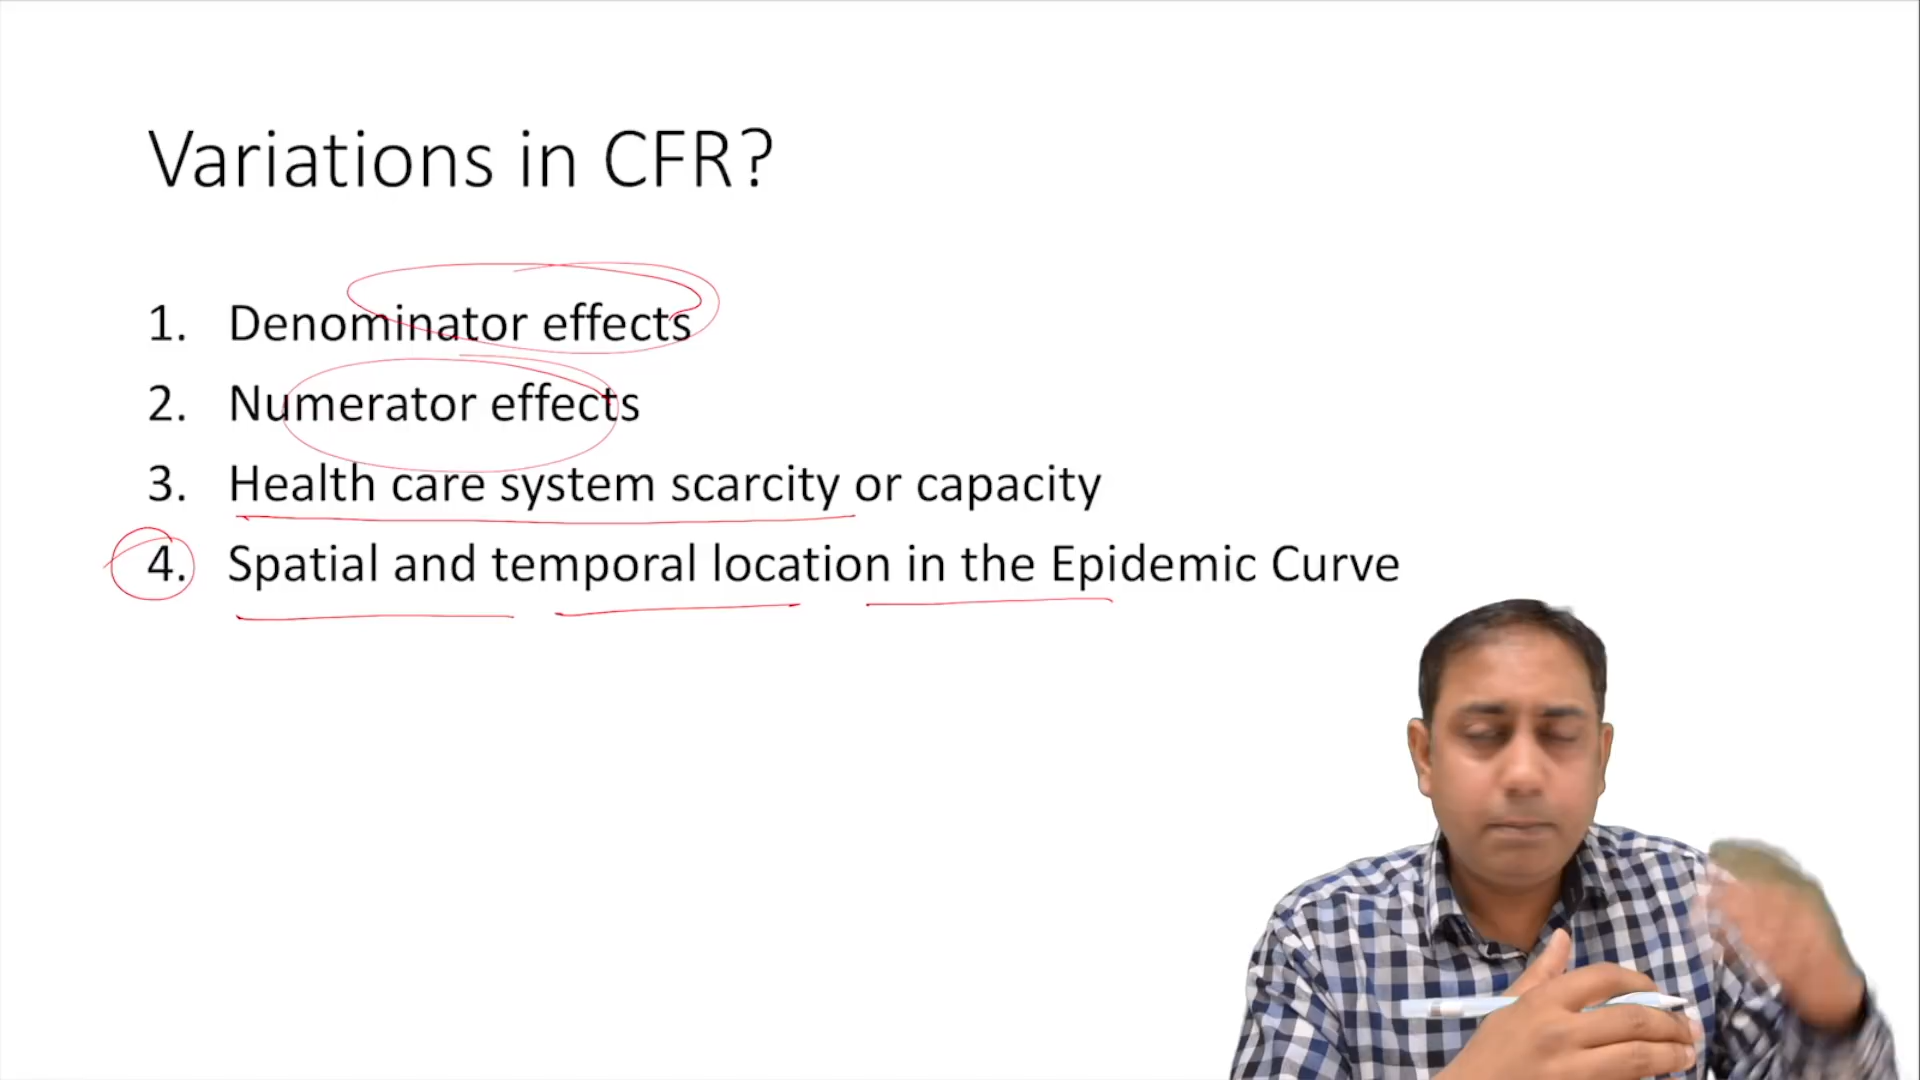 Variations in CFR?
1. Denominator effects
2. Numerator effects
3. Health care system scarcity or capacity
4. Spatial and temporal location in the Epidemic Curve